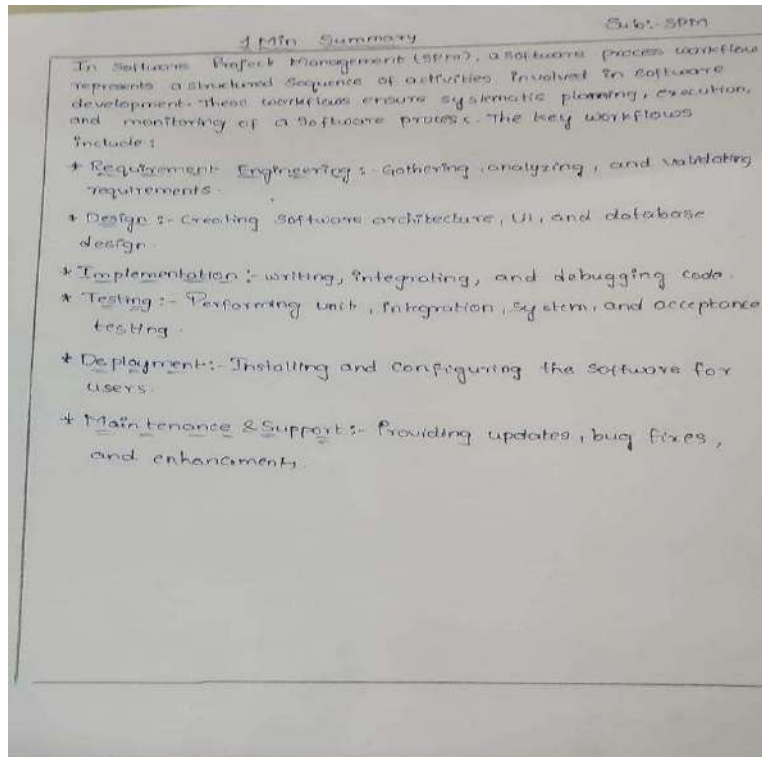 Sub:- SPM
1 Min Summary
In Software Project Management (SPM), a software process workflow
represents a structured sequence of activities involved in software
development. These workflows ensure systematic planning, execution,
and monitoring of a software process. The key workflows
include:
* Requirement Engineering:- Gathering, analyzing, and validating
requirements.
* Design:- Creating software architecture, UI, and database
design.
* Implementation:- writing, integrating, and debugging code.
* Testing:- Performing unit, integration, system, and acceptance
testing.
* Deployment:- Installing and configuring the software for
users.
* Maintenance & Support:- Providing updates, bug fixes,
and enhancements.